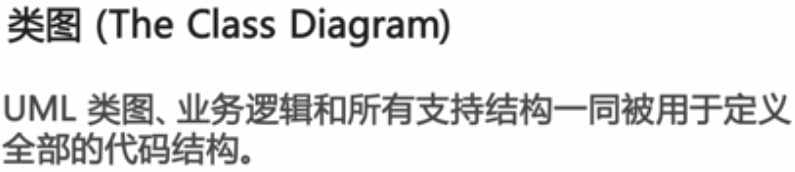 类图 (The Class Diagram)
UML 类图、业务逻辑和所有支持结构一同被用于定义
全部的代码结构。